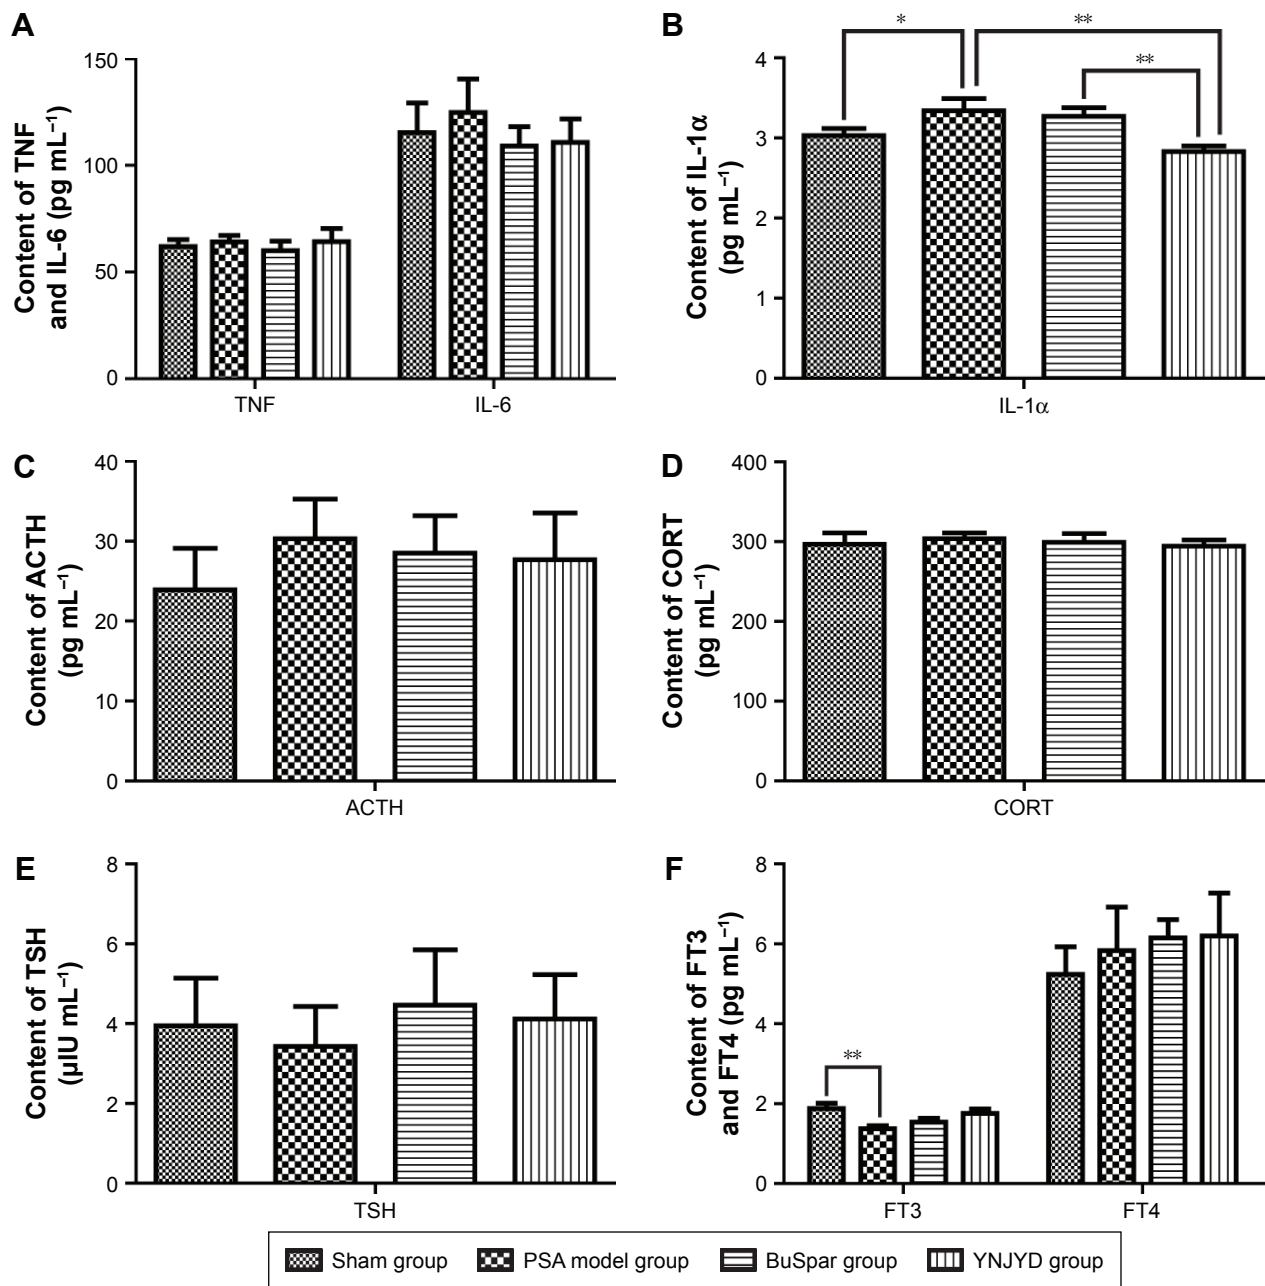 A
Content of TNF
and IL-6 (pg mL⁻¹)
150
100
50
0
TNF
IL-6
B
Content of IL-1α
(pg mL⁻¹)
4
3
2
1
0
*
**
**
IL-1α
C
Content of ACTH
(pg mL⁻¹)
40
30
20
10
0
ACTH
D
Content of CORT
(pg mL⁻¹)
400
300
200
100
0
CORT
E
Content of TSH
(µIU mL⁻¹)
8
6
4
2
0
TSH
F
Content of FT3
and FT4 (pg mL⁻¹)
8
6
4
2
0
**
FT3
FT4
Sham group
PSA model group
BuSpar group
YNJYD group